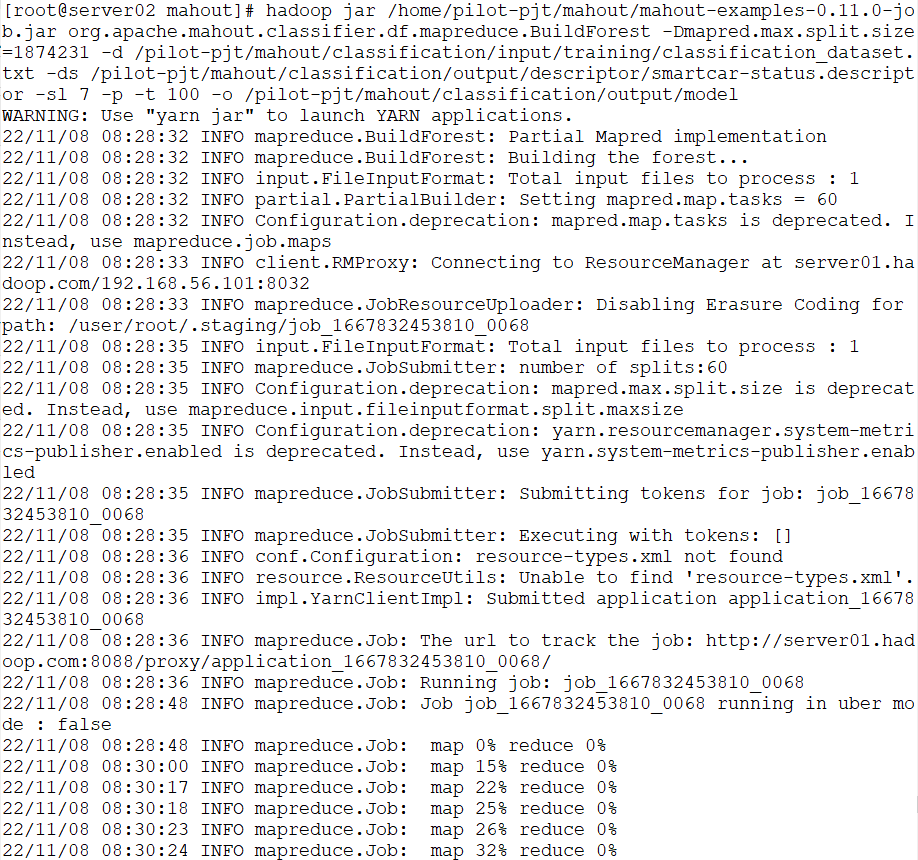 [root@server02 mahout]# hadoop jar /home/pilot-pjt/mahout/mahout-examples-0.11.0-jo
b.jar org.apache.mahout.classifier.df.mapreduce.BuildForest -Dmapred.max.split.size
=1874231 -d /pilot-pjt/mahout/classification/input/training/classification_dataset.
txt -ds /pilot-pjt/mahout/classification/output/descriptor/smartcar-status.descript
or -sl 7 -p -t 100 -o /pilot-pjt/mahout/classification/output/model
WARNING: Use "yarn jar" to launch YARN applications.
22/11/08 08:28:32 INFO mapreduce.BuildForest: Partial Mapred implementation
22/11/08 08:28:32 INFO mapreduce.BuildForest: Building the forest...
22/11/08 08:28:32 INFO input.FileInputFormat: Total input files to process : 1
22/11/08 08:28:32 INFO partial.PartialBuilder: Setting mapred.map.tasks = 60
22/11/08 08:28:32 INFO Configuration.deprecation: mapred.map.tasks is deprecated. I
nstead, use mapreduce.job.maps
22/11/08 08:28:33 INFO client.RMProxy: Connecting to ResourceManager at server01.ha
doop.com/192.168.56.101:8032
22/11/08 08:28:33 INFO mapreduce.JobResourceUploader: Disabling Erasure Coding for
path: /user/root/.staging/job_1667832453810_0068
22/11/08 08:28:35 INFO input.FileInputFormat: Total input files to process : 1
22/11/08 08:28:35 INFO mapreduce.JobSubmitter: number of splits:60
22/11/08 08:28:35 INFO Configuration.deprecation: mapred.max.split.size is deprecat
ed. Instead, use mapreduce.input.fileinputformat.split.maxsize
22/11/08 08:28:35 INFO Configuration.deprecation: yarn.resourcemanager.system-metri
cs-publisher.enabled is deprecated. Instead, use yarn.system-metrics-publisher.enab
led
22/11/08 08:28:35 INFO mapreduce.JobSubmitter: Submitting tokens for job: job_16678
32453810_0068
22/11/08 08:28:35 INFO mapreduce.JobSubmitter: Executing with tokens: []
22/11/08 08:28:36 INFO conf.Configuration: resource-types.xml not found
22/11/08 08:28:36 INFO resource.ResourceUtils: Unable to find 'resource-types.xml'.
22/11/08 08:28:36 INFO impl.YarnClientImpl: Submitted application application_16678
32453810_0068
22/11/08 08:28:36 INFO mapreduce.Job: The url to track the job: http://server01.had
oop.com:8088/proxy/application_1667832453810_0068/
22/11/08 08:28:36 INFO mapreduce.Job: Running job: job_1667832453810_0068
22/11/08 08:28:48 INFO mapreduce.Job: Job job_1667832453810_0068 running in uber mo
de : false
22/11/08 08:28:48 INFO mapreduce.Job:  map 0% reduce 0%
22/11/08 08:30:00 INFO mapreduce.Job:  map 15% reduce 0%
22/11/08 08:30:17 INFO mapreduce.Job:  map 22% reduce 0%
22/11/08 08:30:18 INFO mapreduce.Job:  map 25% reduce 0%
22/11/08 08:30:23 INFO mapreduce.Job:  map 26% reduce 0%
22/11/08 08:30:24 INFO mapreduce.Job:  map 32% reduce 0%